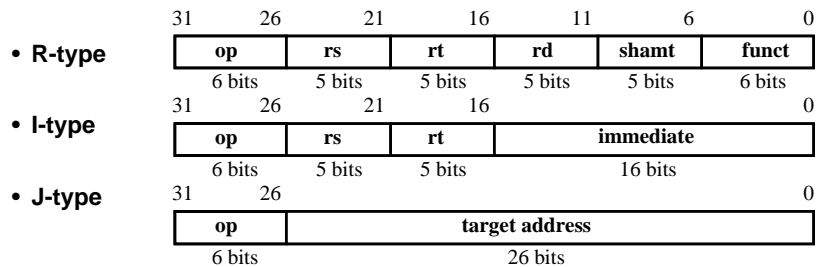 31 26 21 16 11 6 0
• R-type op rs rt rd shamt funct
6 bits 5 bits 5 bits 5 bits 5 bits 6 bits
31 26 21 16 0
• I-type op rs rt immediate
6 bits 5 bits 5 bits 16 bits
• J-type 31 26 0
op target address
6 bits 26 bits